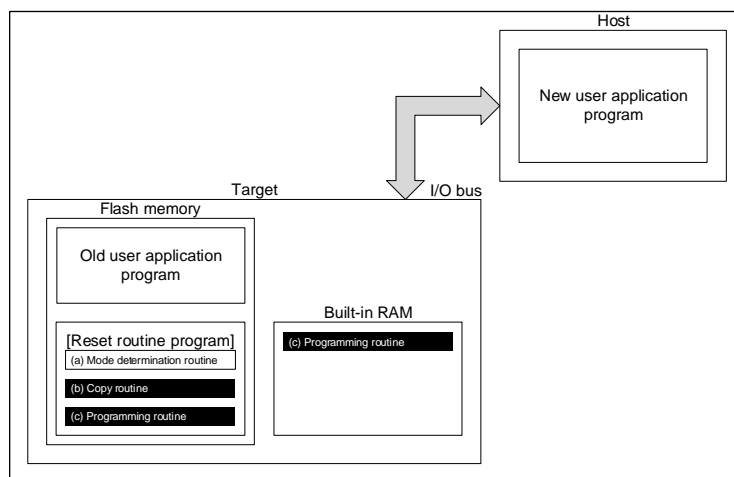 Host
New user application
program
Target
I/O bus
Flash memory
Old user application
program
Built-in RAM
[Reset routine program]
(a) Mode determination routine
(b) Copy routine
(c) Programming routine
(c) Programming routine